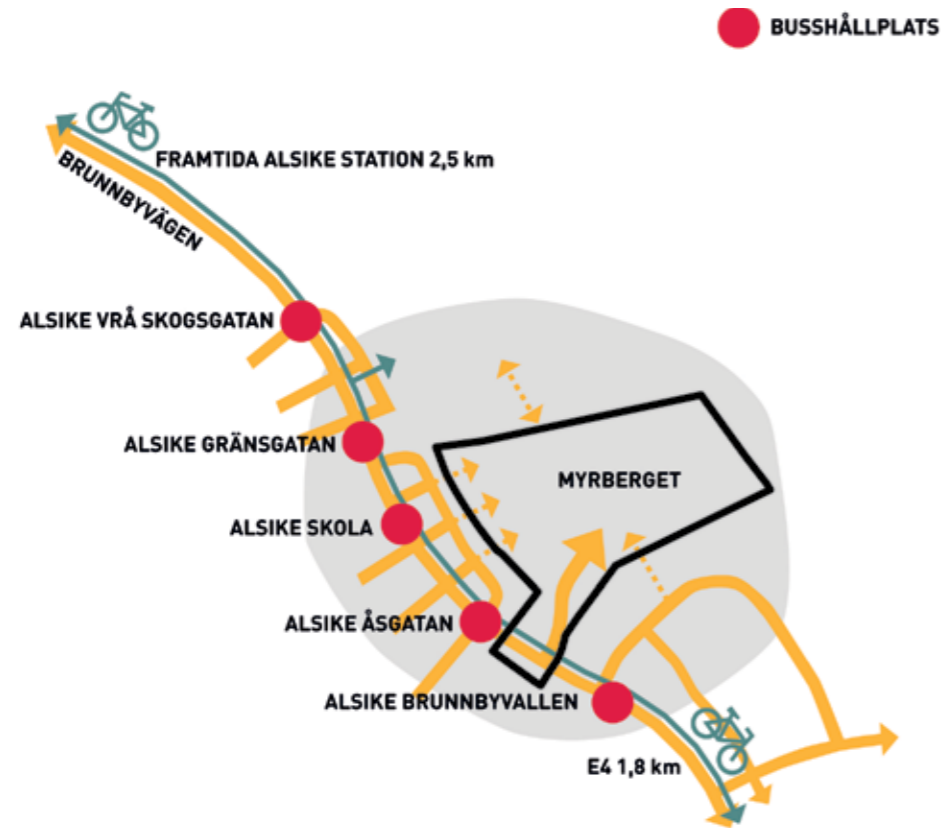 BUSSHÅLLPLATS
FRAMTIDA ALSIKE STATION 2,5 km
BRUNNBYVÄGEN
ALSIKE VRÅ SKOGSGATAN
ALSIKE GRÄNSGATAN
MYRBERGET
ALSIKE SKOLA
ALSIKE ÅSGATAN
ALSIKE BRUNNBYVALLEN
E4 1,8 km